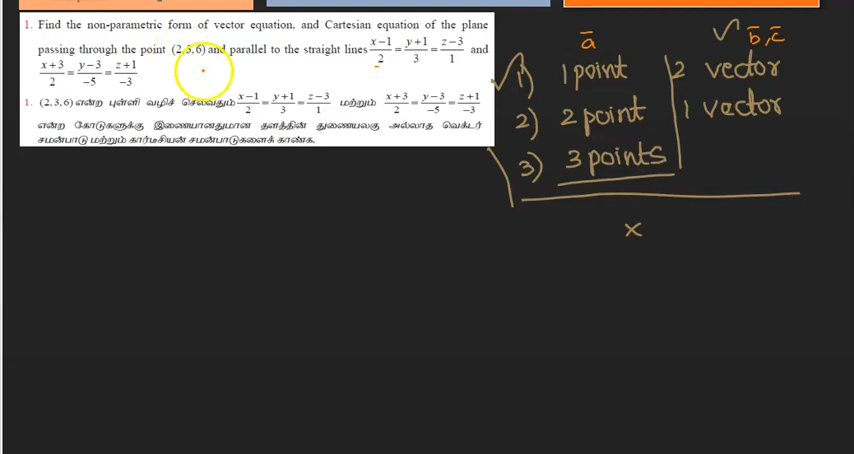 1. Find the non-parametric form of vector equation, and Cartesian equation of the plane
passing through the point (2,3,6) and parallel to the straight lines (x−1)/2 = (y+1)/3 = (z−3)/1 and
(x+3)/2 = (y−3)/−5 = (z+1)/−3
1. (2,3,6) என்ற புள்ளி வழிச் செல்வதும் (x−1)/2 = (y+1)/3 = (z−3)/1 மற்றும் (x+3)/2 = (y−3)/−5 = (z+1)/−3
என்ற கோடுகளுக்கு இணையானதுமான தளத்தின் துணையலகு அல்லாத வெக்டர்
சமன்பாடு மற்றும் கார்டீசியன் சமன்பாடுகளைக் காண்க.
a̅ b̅, c̅
1) 1 point 2 vector
2) 2 point 1 vector
3) 3 points
x